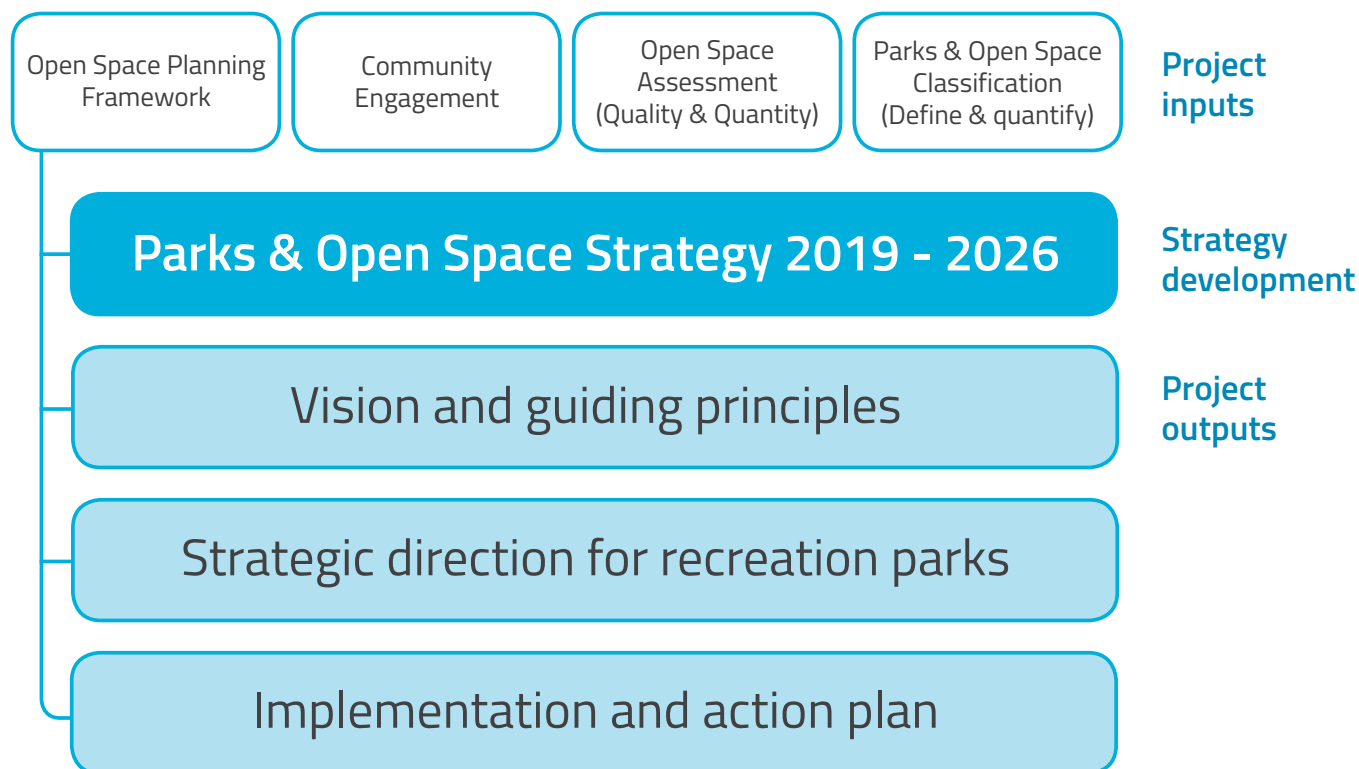 Open Space Planning
Framework
Community
Engagement
Open Space
Assessment
(Quality & Quantity)
Parks & Open Space
Classification
(Define & quantify)
Project
inputs
Parks & Open Space Strategy 2019 - 2026
Strategy
development
Vision and guiding principles
Project
outputs
Strategic direction for recreation parks
Implementation and action plan